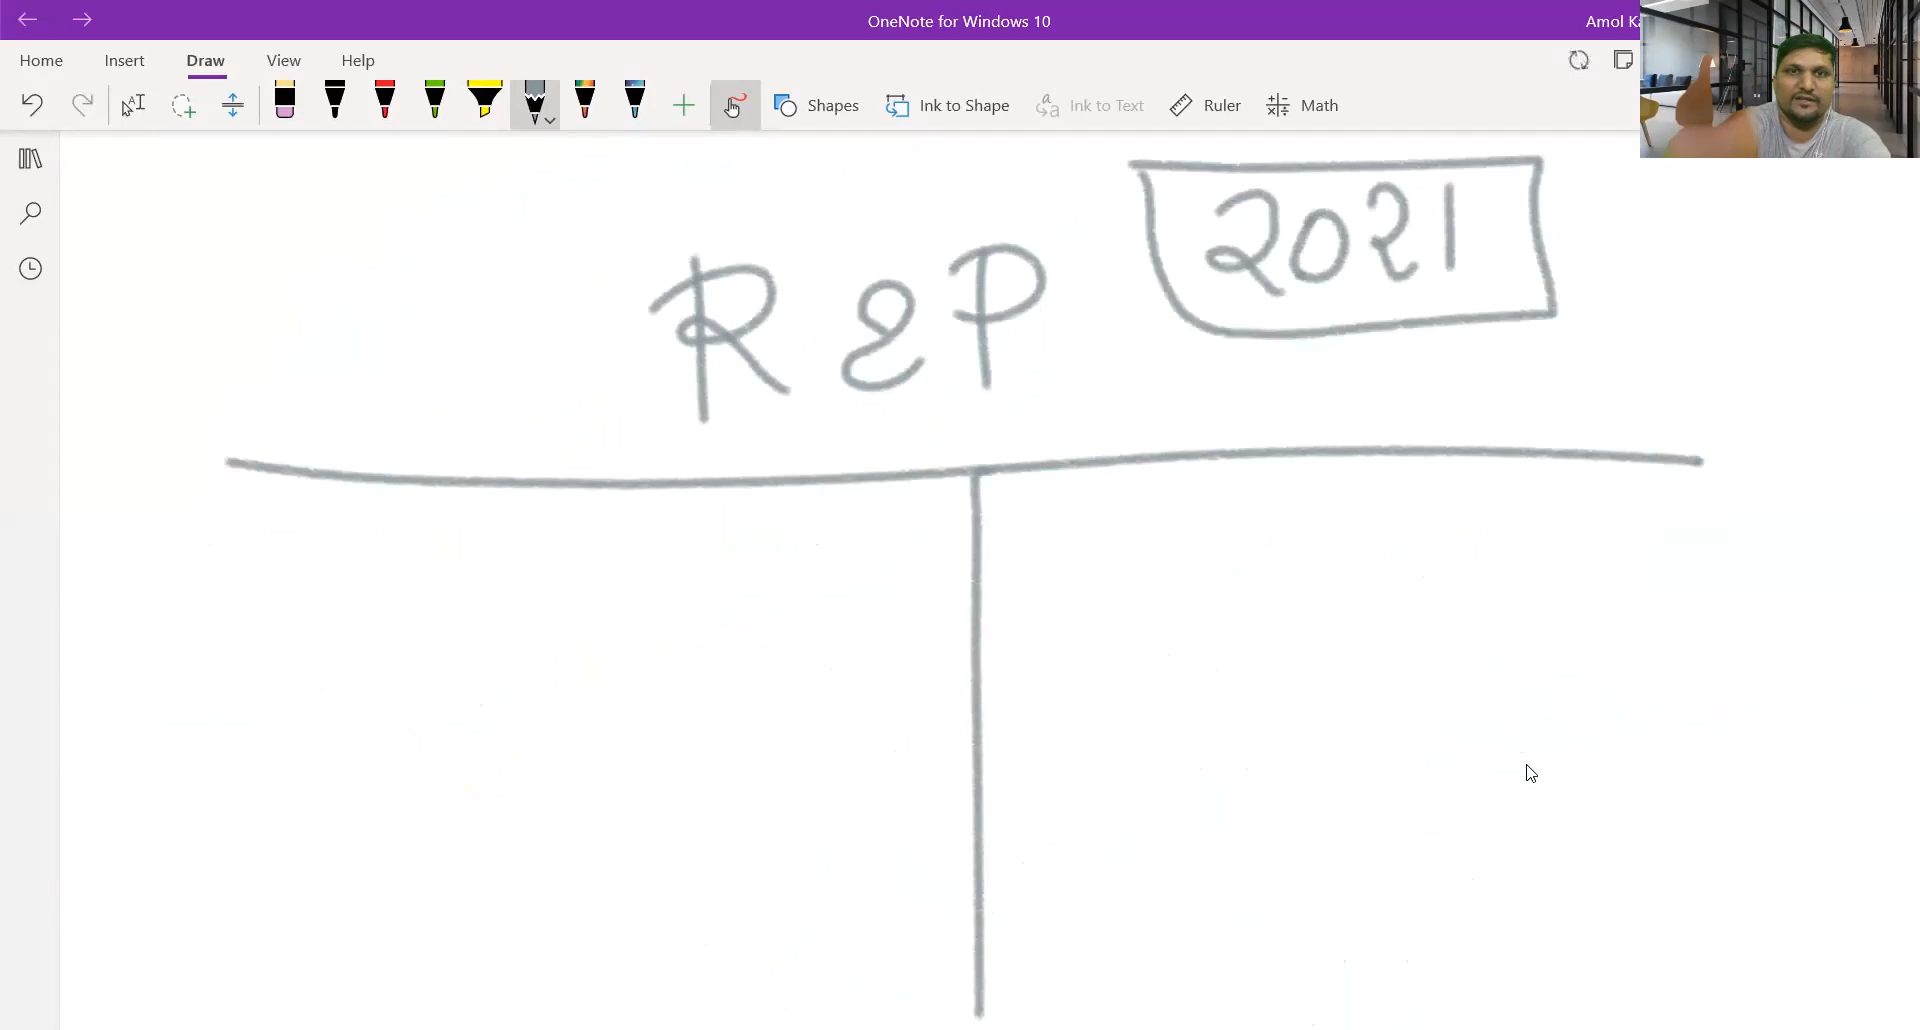 OneNote for Windows 10
Amol Ka
Home Insert Draw View Help
Shapes Ink to Shape Ink to Text Ruler Math
2021
R & P